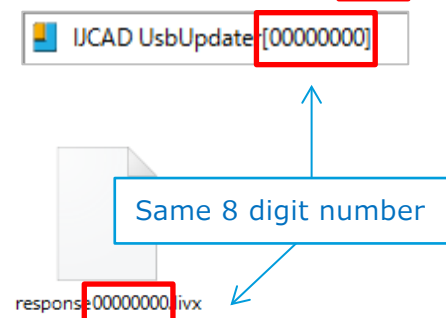 IJCAD UsbUpdater[00000000]
Same 8 digit number
response00000000.ivx